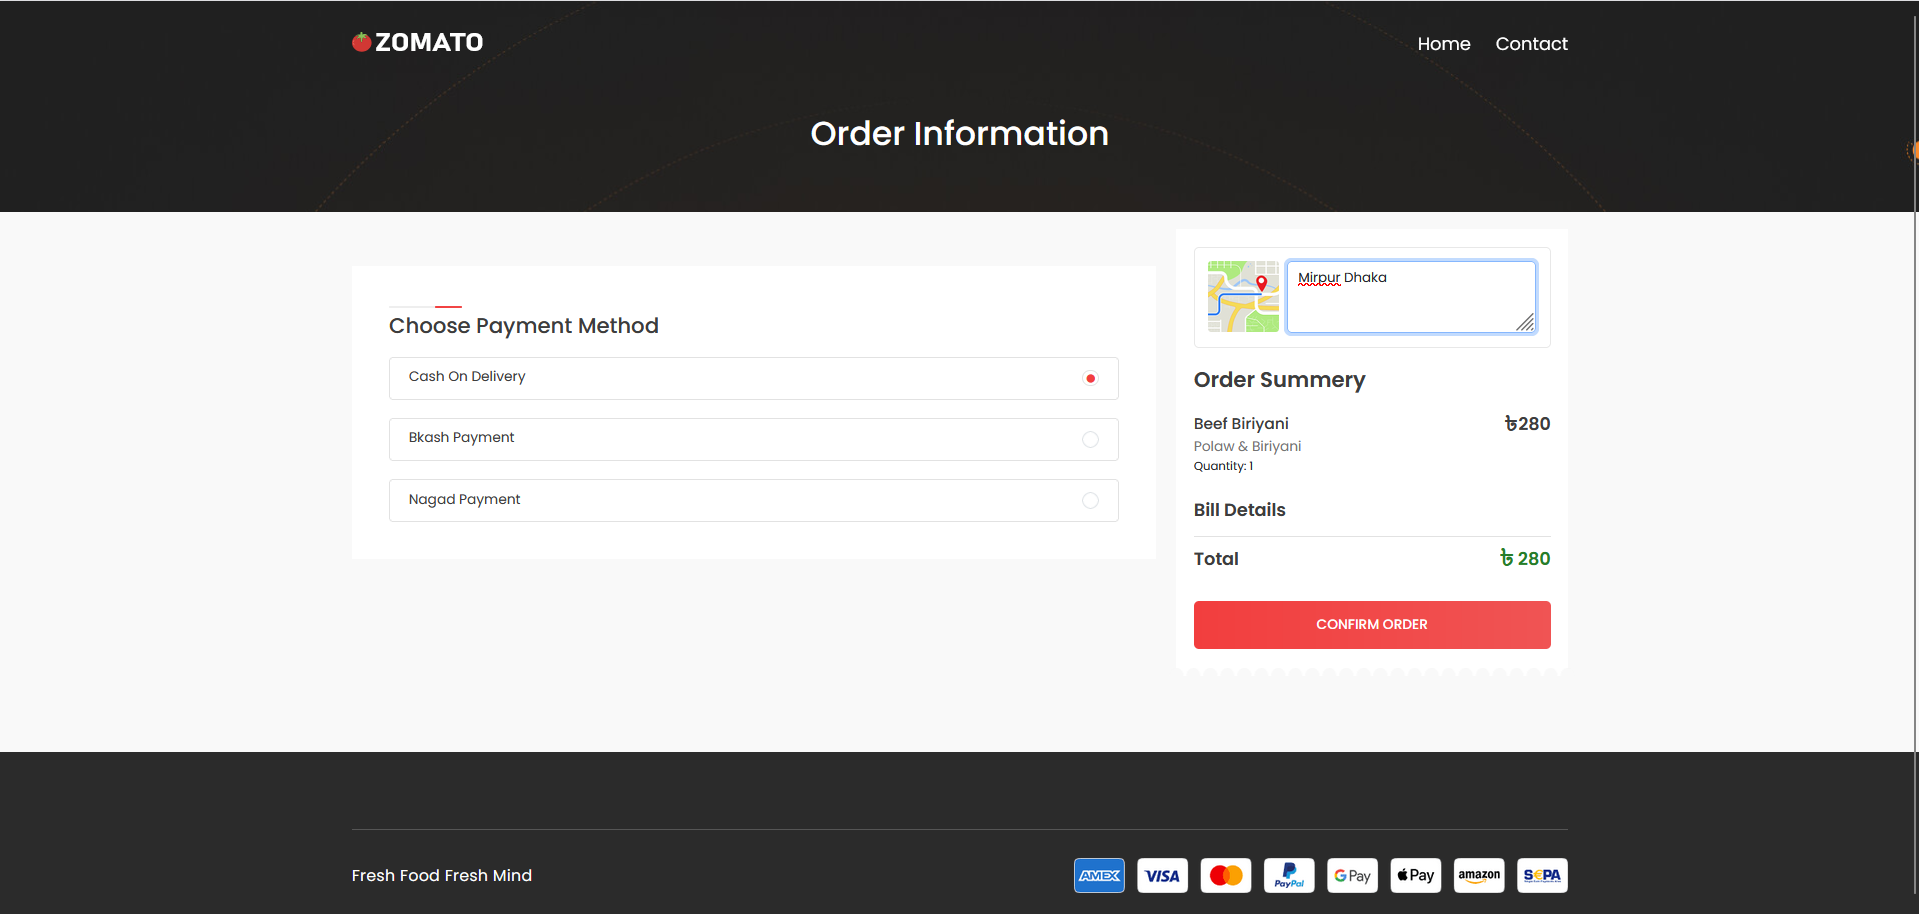 ZOMATO
Home Contact
Order Information
Choose Payment Method
Cash On Delivery
Bkash Payment
Nagad Payment
Mirpur Dhaka
Order Summery
Beef Biriyani ৳280
Polaw & Biriyani
Quantity: 1
Bill Details
Total ৳ 280
CONFIRM ORDER
Fresh Food Fresh Mind
AMEX VISA PayPal G Pay Pay amazon S€PA